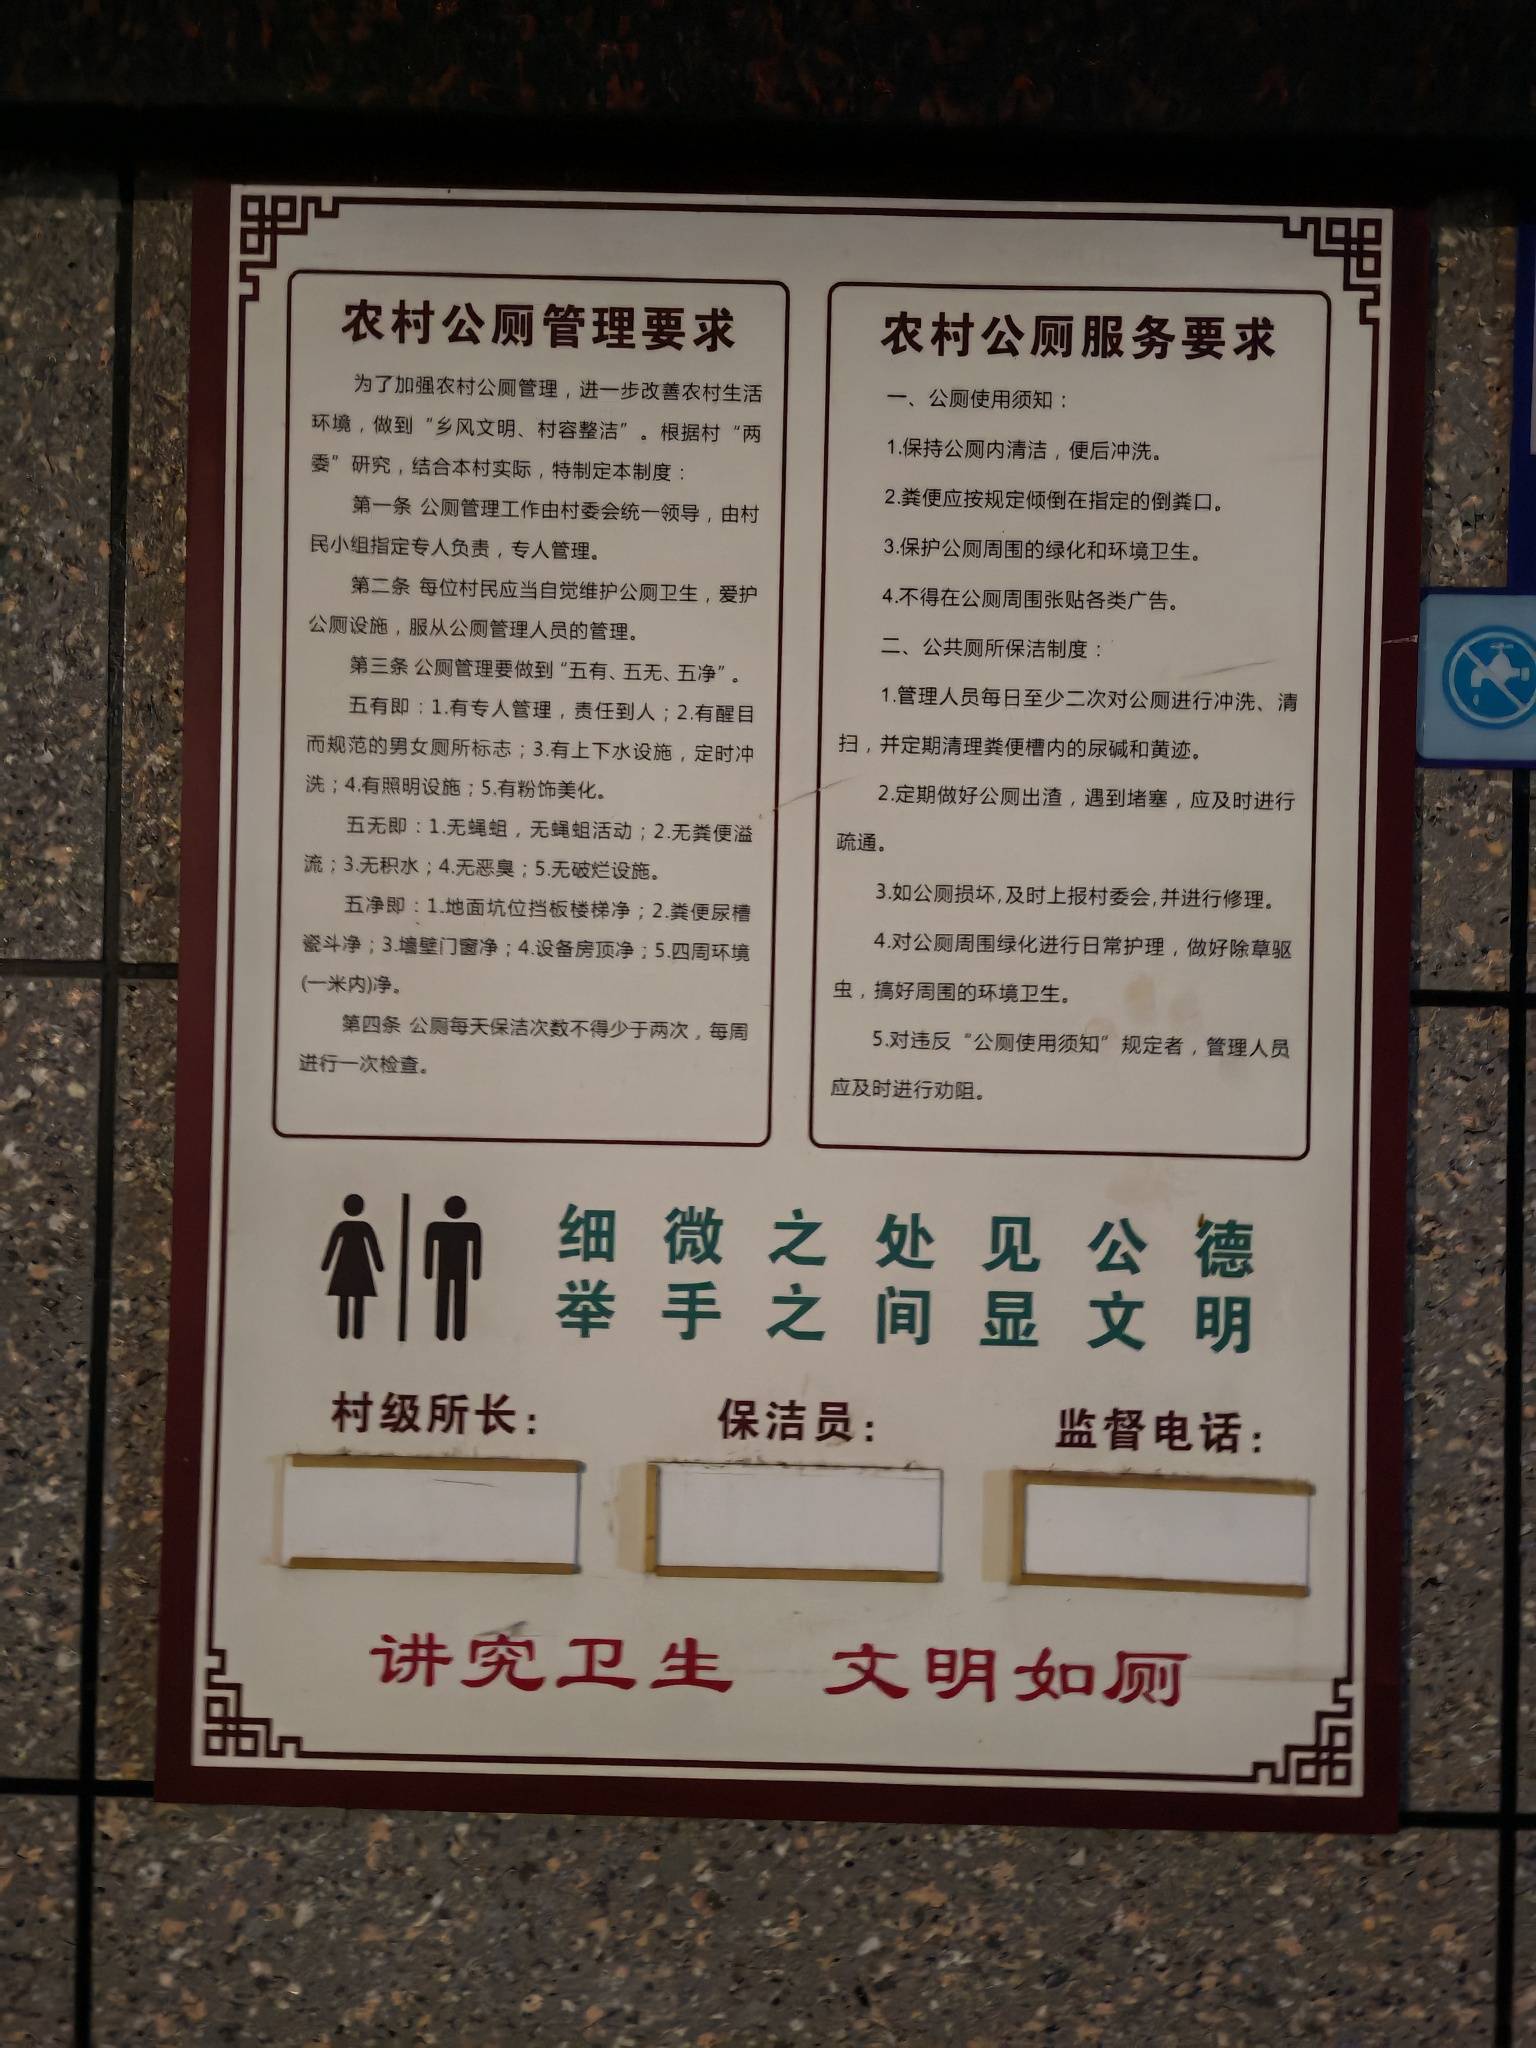 农村公厕管理要求
为了加强农村公厕管理，进一步改善农村生活
环境，做到“乡风文明、村容整洁”。根据村“两
委”研究，结合本村实际，特制定本制度：
第一条 公厕管理工作由村委会统一领导，由村
民小组指定专人负责，专人管理。
第二条 每位村民应当自觉维护公厕卫生，爱护
公厕设施，服从公厕管理人员的管理。
第三条 公厕管理要做到“五有、五无、五净”。
五有即：1.有专人管理，责任到人；2.有醒目
而规范的男女厕所标志；3.有上下水设施，定时冲
洗；4.有照明设施；5.有粉饰美化。
五无即：1.无蝇蛆，无蝇蛆活动；2.无粪便溢
流；3.无积水；4.无恶臭；5.无破烂设施。
五净即：1.地面坑位挡板楼梯净；2.粪便尿槽
瓷斗净；3.墙壁门窗净；4.设备房顶净；5.四周环境
(一米内)净。
第四条 公厕每天保洁次数不得少于两次，每周
进行一次检查。
农村公厕服务要求
一、公厕使用须知：
1.保持公厕内清洁，便后冲洗。
2.粪便应按规定倾倒在指定的倒粪口。
3.保护公厕周围的绿化和环境卫生。
4.不得在公厕周围张贴各类广告。
二、公共厕所保洁制度：
1.管理人员每日至少二次对公厕进行冲洗、清
扫，并定期清理粪便槽内的尿碱和黄迹。
2.定期做好公厕出渣，遇到堵塞，应及时进行
疏通。
3.如公厕损坏,及时上报村委会,并进行修理。
4.对公厕周围绿化进行日常护理，做好除草驱
虫，搞好周围的环境卫生。
5.对违反“公厕使用须知”规定者，管理人员
应及时进行劝阻。
细微之处见公德
举手之间显文明
村级所长：
保洁员：
监督电话：
讲究卫生 文明如厕